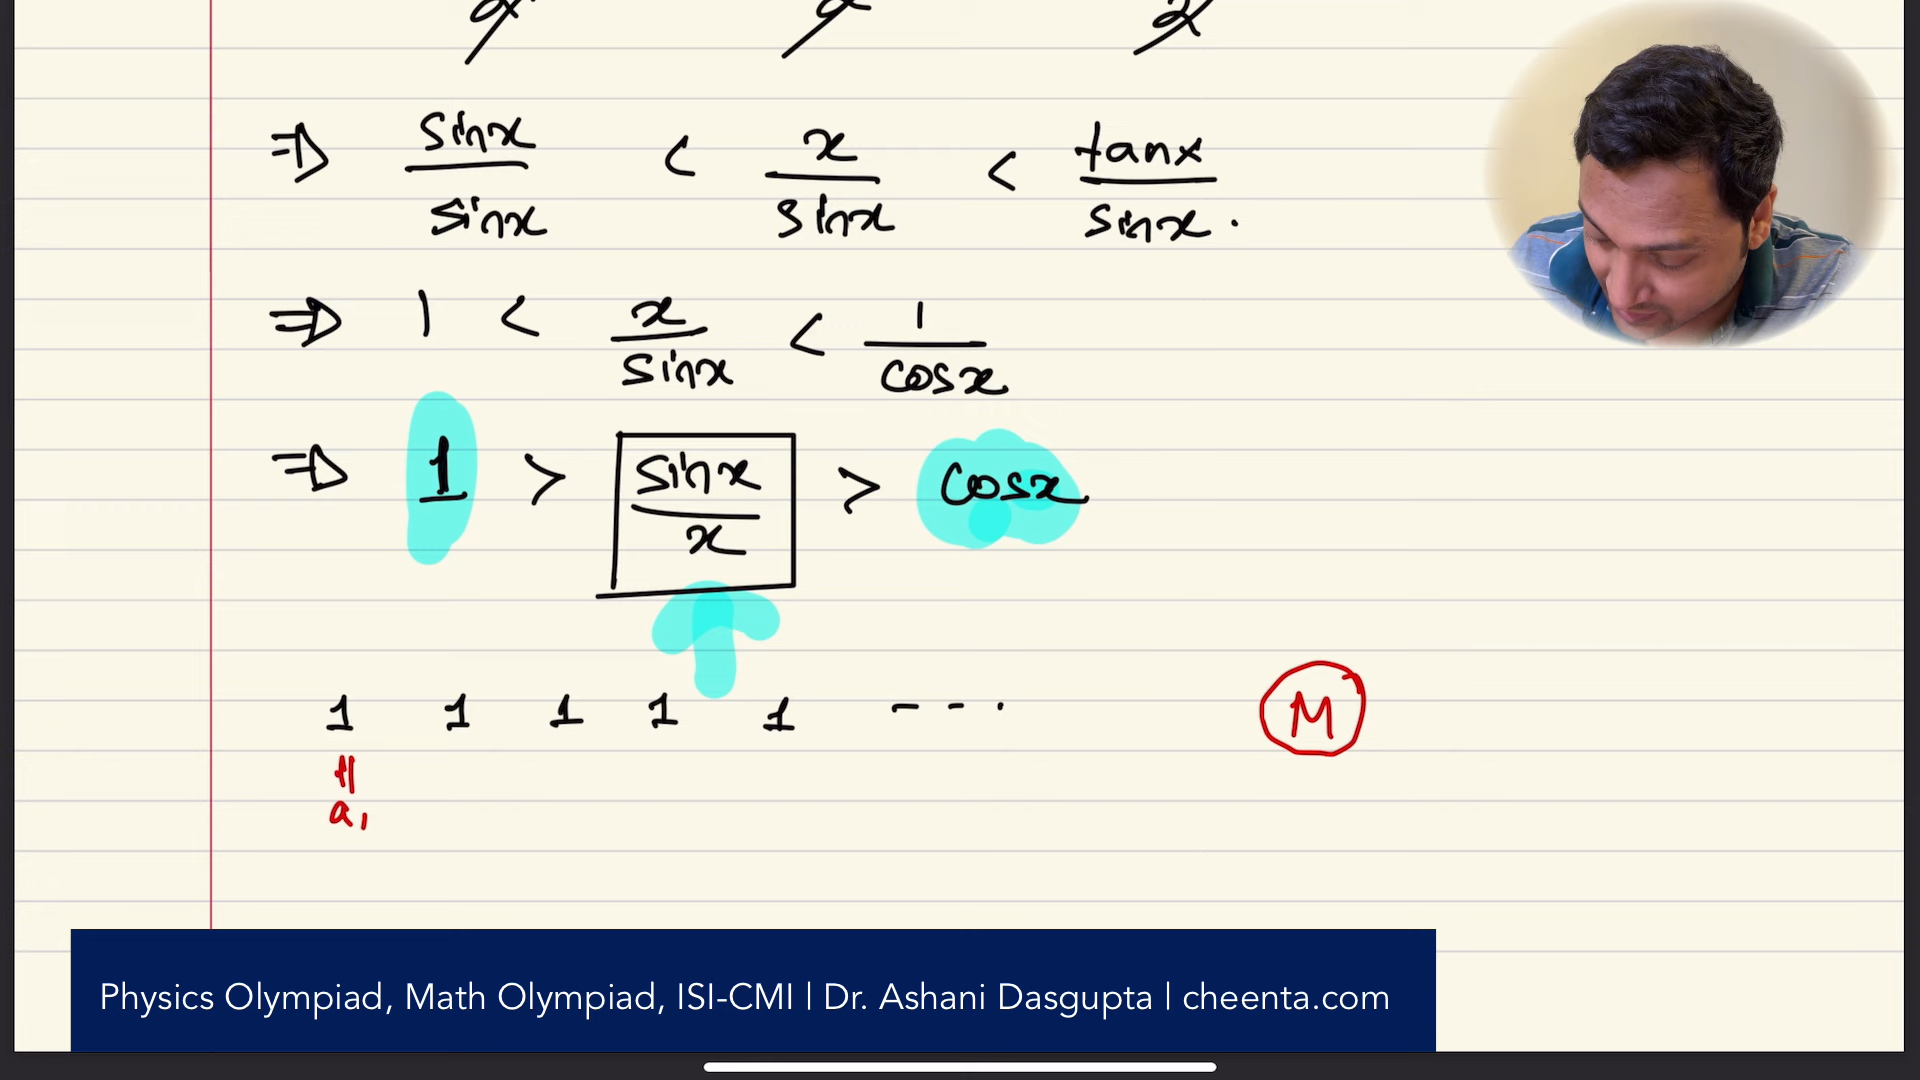 ⇒ sinx/sinx < x/sinx < tanx/sinx.
⇒ 1 < x/sinx < 1/cosx
⇒ 1 > sinx/x > cosx
1 1 1 1 1 --.
M
=
a₁
Physics Olympiad, Math Olympiad, ISI-CMI | Dr. Ashani Dasgupta | cheenta.com